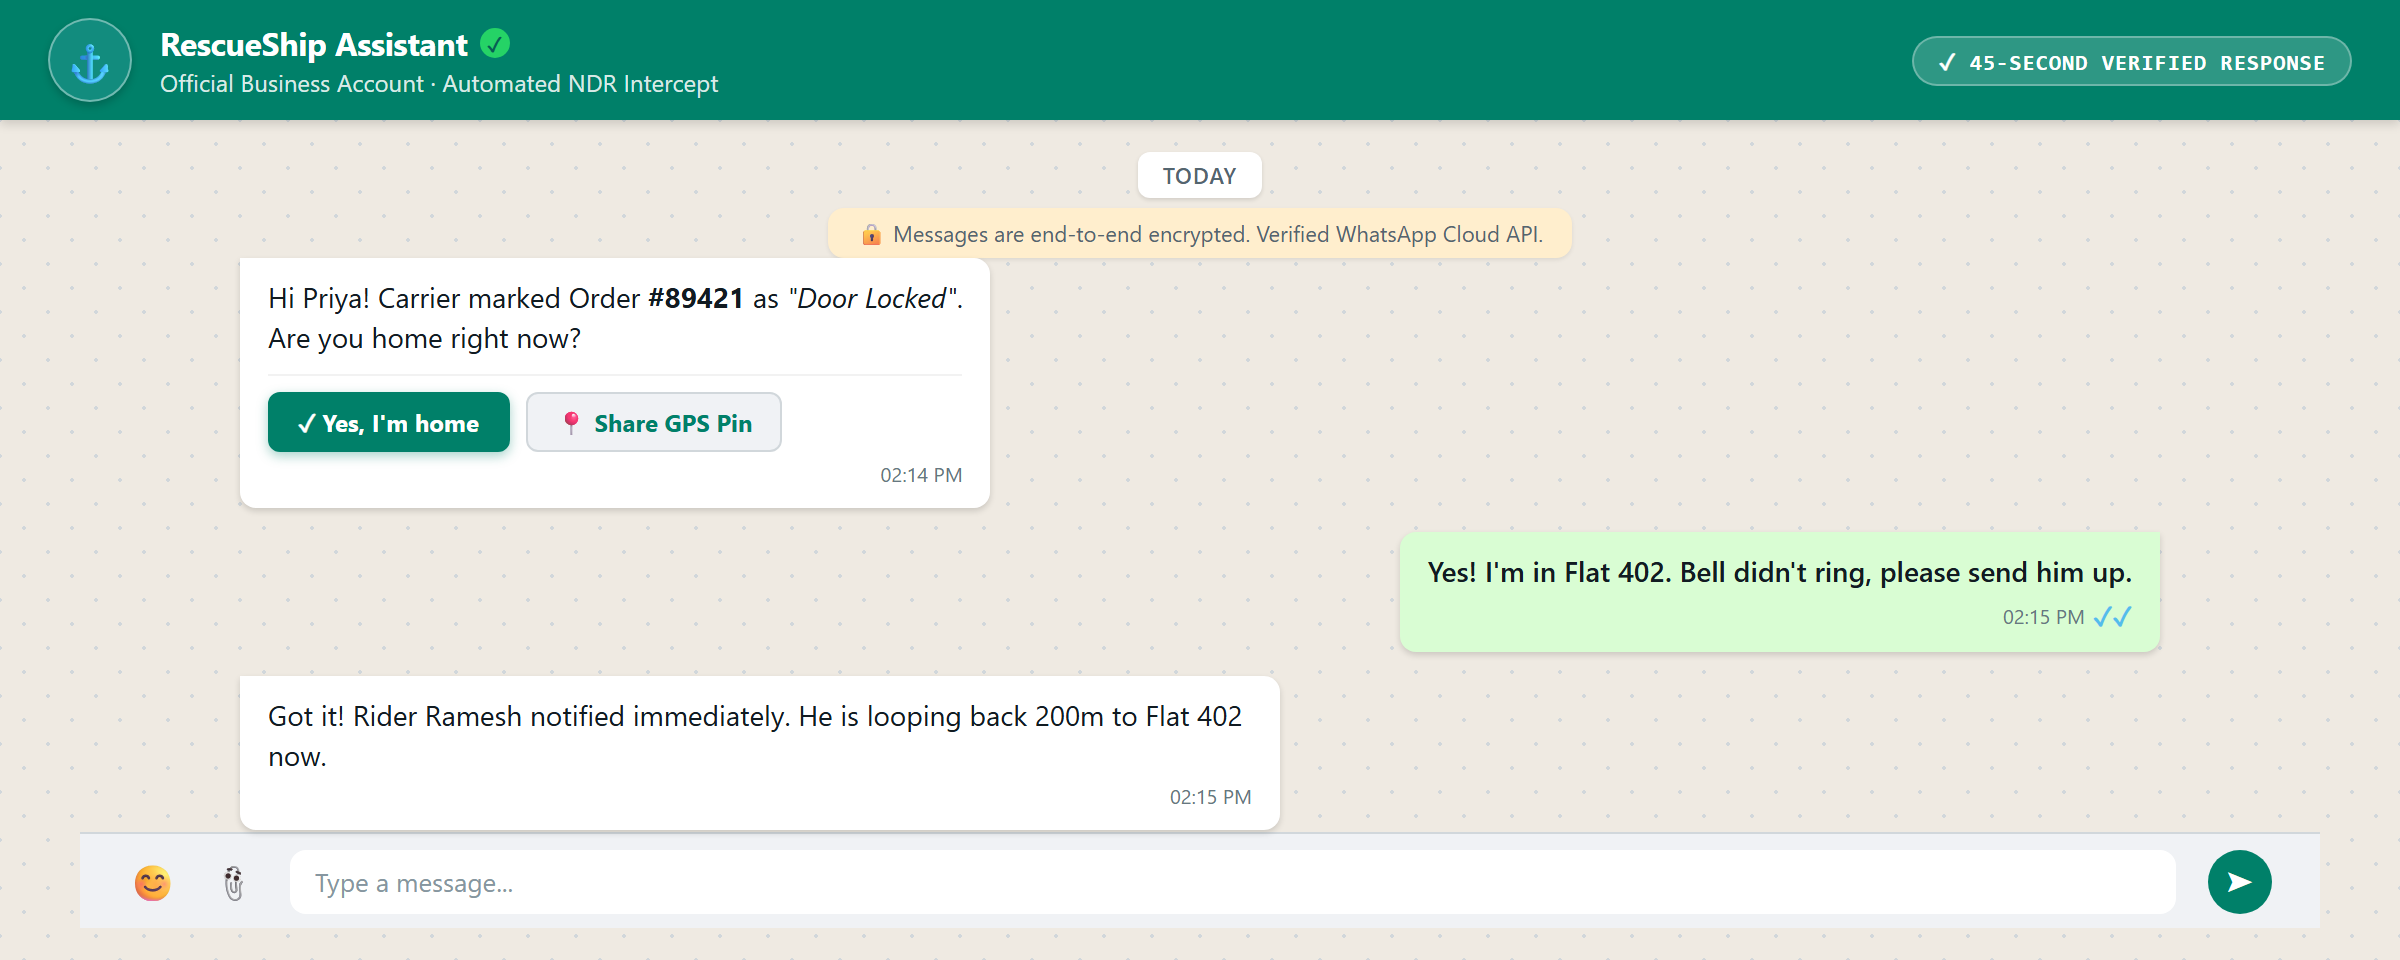 RescueShip Assistant ✓
Official Business Account · Automated NDR Intercept
✓ 45-SECOND VERIFIED RESPONSE
TODAY
🔒 Messages are end-to-end encrypted. Verified WhatsApp Cloud API.
Hi Priya! Carrier marked Order #89421 as "Door Locked".
Are you home right now?
✓ Yes, I'm home
📍 Share GPS Pin
02:14 PM
Yes! I'm in Flat 402. Bell didn't ring, please send him up.
02:15 PM ✓✓
Got it! Rider Ramesh notified immediately. He is looping back 200m to Flat 402
now.
02:15 PM
Type a message...